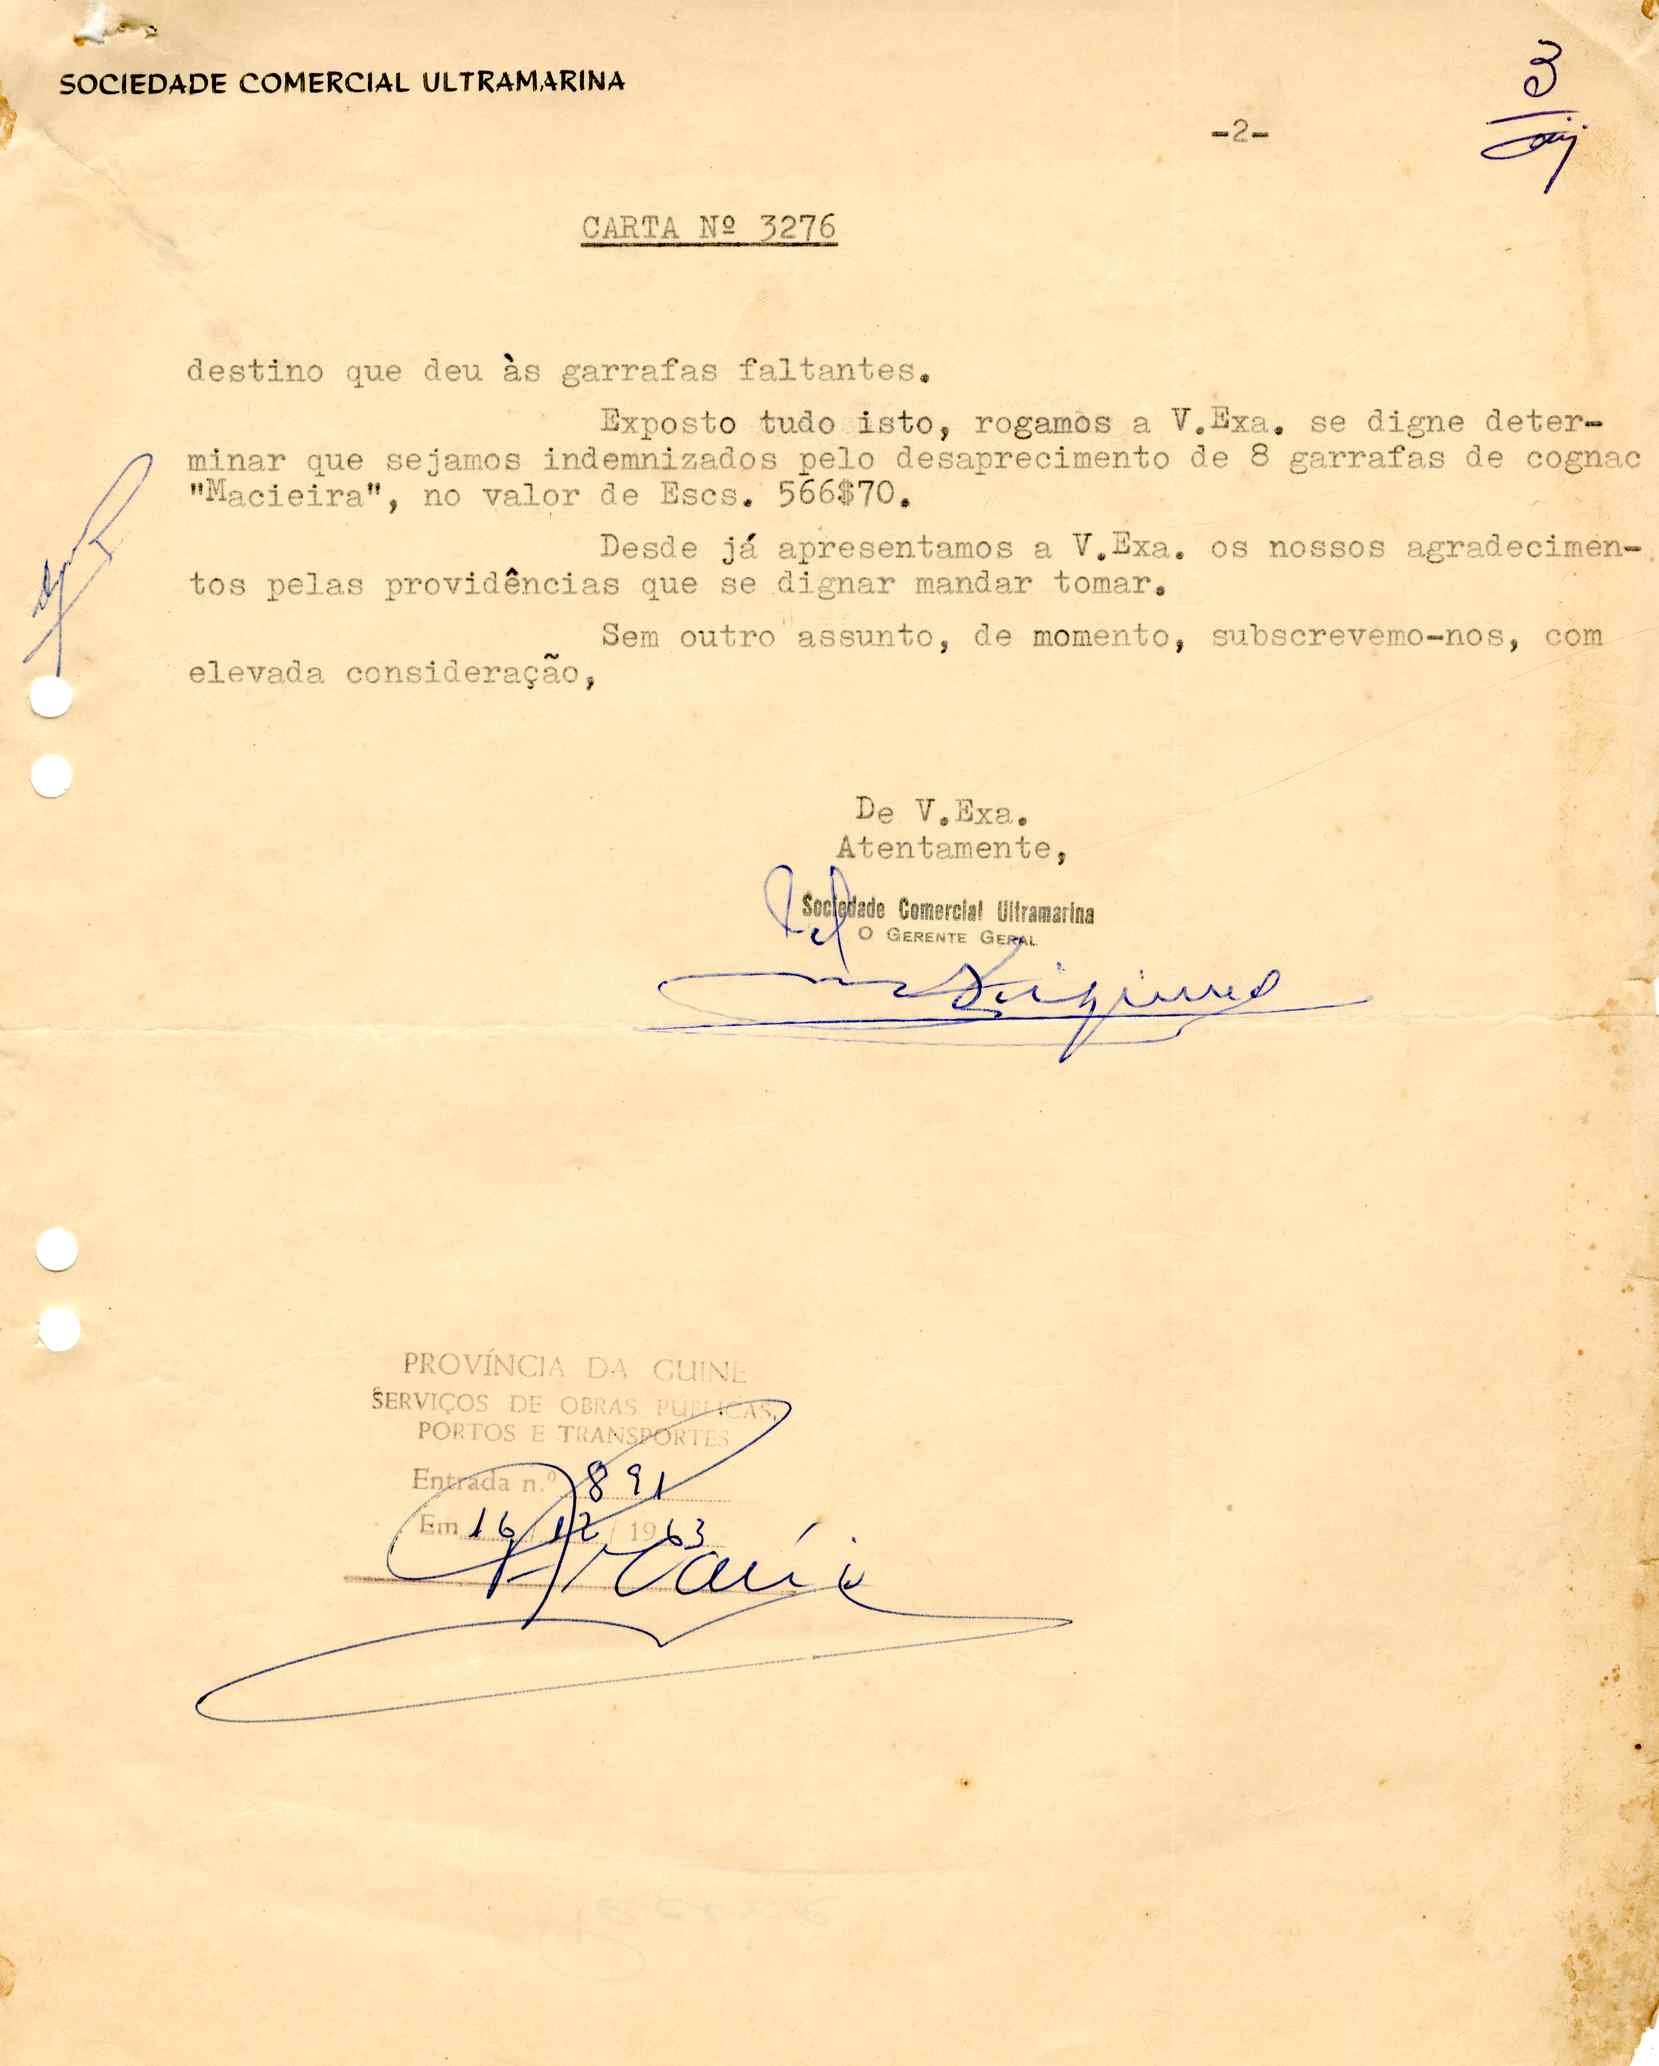 SOCIEDADE COMERCIAL ULTRAMARINA
3
-2-
CARTA Nº 3276
destino que deu às garrafas faltantes.
Exposto tudo isto, rogamos a V.Exa. se digne deter-
minar que sejamos indemnizados pelo desaprecimento de 8 garrafas de cognac
"Macieira", no valor de Escs. 566$70.
Desde já apresentamos a V.Exa. os nossos agradecimen-
tos pelas providências que se dignar mandar tomar.
Sem outro assunto, de momento, subscrevemo-nos, com
elevada consideração,
De V.Exa.
Atentamente,
Sociedade Comercial Ultramarina
O GERENTE GERAL
PROVÍNCIA DA GUINÉ
SERVIÇOS DE OBRAS PUBLICAS,
PORTOS E TRANSPORTES
Entrada n.º 891
Em 16/12/1963